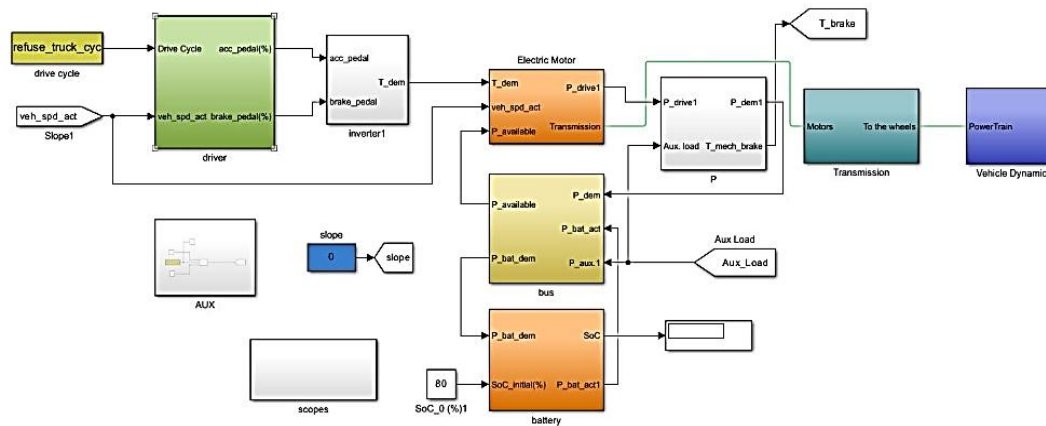 T_brake
refuse_truck_cyc
drive cycle
Drive Cycle
acc_pedal(%)
veh_spd_act
brake_pedal(%)
driver
veh_spd_act
Slope1
acc_pedal
T_dem
brake_pedal
inverter1
Electric Motor
T_dem
P_drive1
veh_spd_act
P_available
Transmission
P_drive1
P_dem1
Aux. load
T_mech_brake
P
Motors
To the wheels
Transmission
PowerTrain
Vehicle Dynamic
P_available
P_dem
P_bat_act
P_bat_dem
P_aux.1
bus
Aux Load
Aux_Load
slope
0
slope
AUX
scopes
P_bat_dem
SoC
SoC_initial(%)
P_bat_act1
battery
80
SoC_0 (%)1